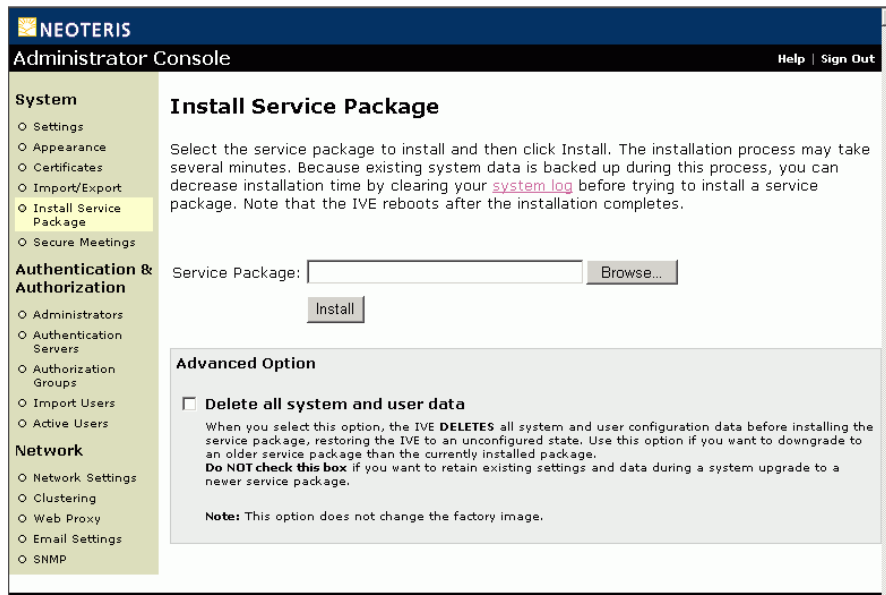 NEOTERIS
Administrator Console
Help | Sign Out
System
Settings
Appearance
Certificates
Import/Export
Install Service
Package
Secure Meetings
Authentication &
Authorization
Administrators
Authentication
Servers
Authorization
Groups
Import Users
Active Users
Network
Network Settings
Clustering
Web Proxy
Email Settings
SNMP
Install Service Package
Select the service package to install and then click Install. The installation process may take
several minutes. Because existing system data is backed up during this process, you can
decrease installation time by clearing your system log before trying to install a service
package. Note that the IVE reboots after the installation completes.
Service Package:
Browse...
Install
Advanced Option
Delete all system and user data
When you select this option, the IVE DELETES all system and user configuration data before installing the
service package, restoring the IVE to an unconfigured state. Use this option if you want to downgrade to
an older service package than the currently installed package.
Do NOT check this box if you want to retain existing settings and data during a system upgrade to a
newer service package.
Note: This option does not change the factory image.